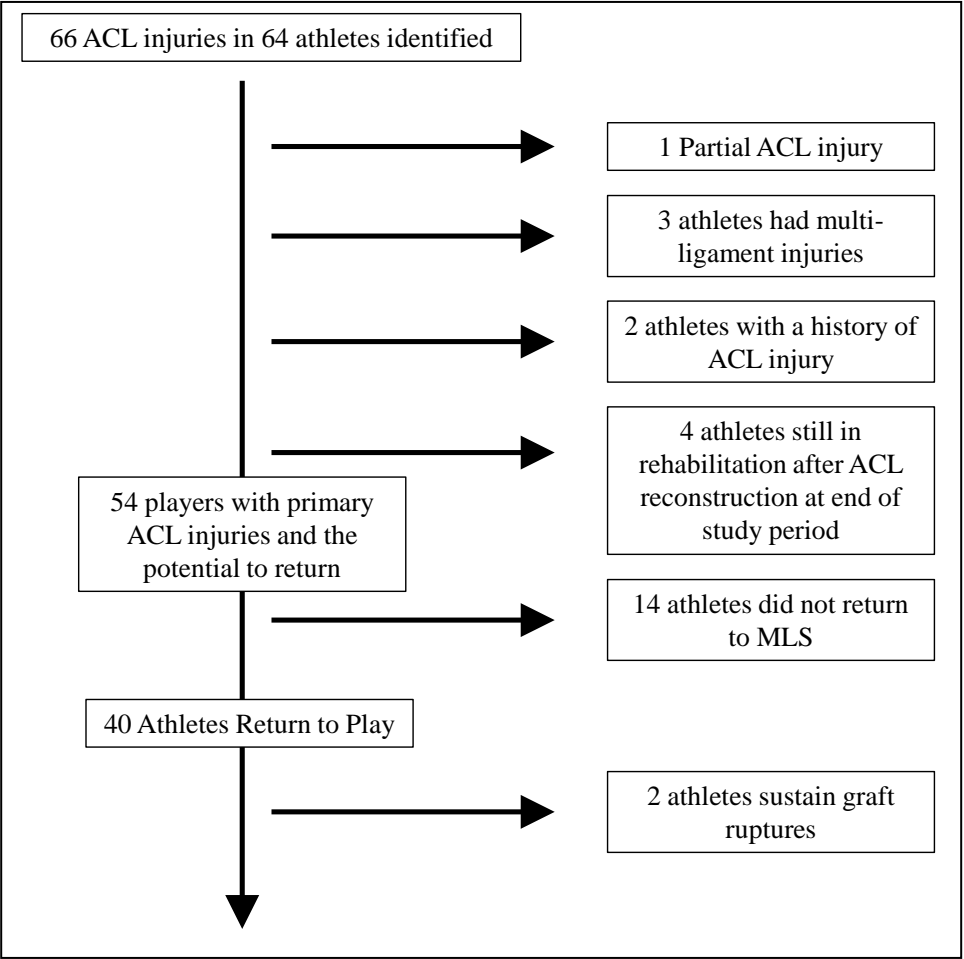 66 ACL injuries in 64 athletes identified
1 Partial ACL injury
3 athletes had multi-
ligament injuries
2 athletes with a history of
ACL injury
4 athletes still in
rehabilitation after ACL
reconstruction at end of
study period
54 players with primary
ACL injuries and the
potential to return
14 athletes did not return
to MLS
40 Athletes Return to Play
2 athletes sustain graft
ruptures